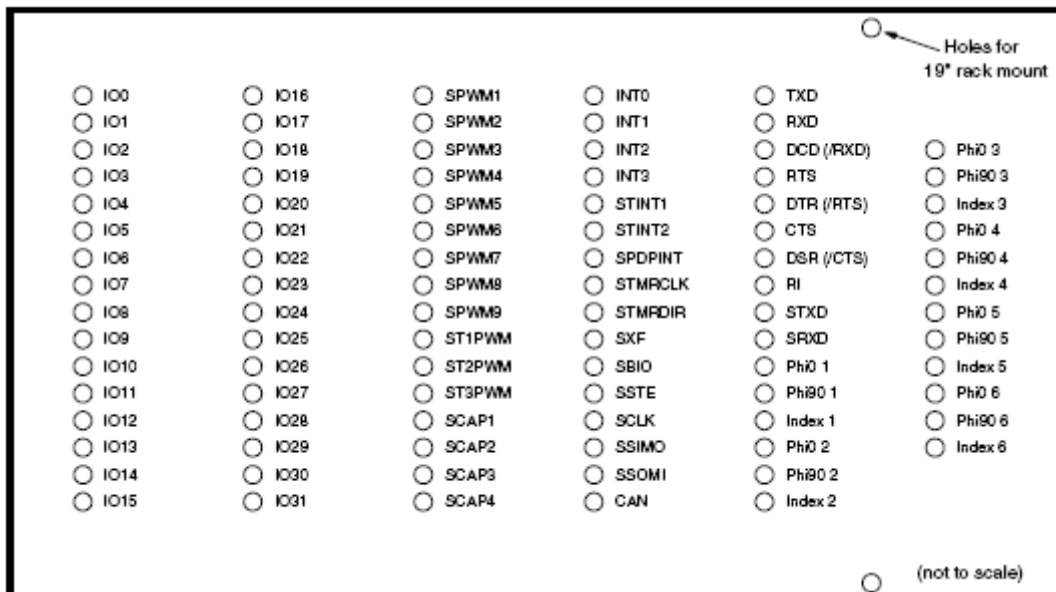 Holes for
19" rack mount
IO0
IO1
IO2
IO3
IO4
IO5
IO6
IO7
IO8
IO9
IO10
IO11
IO12
IO13
IO14
IO15
IO16
IO17
IO18
IO19
IO20
IO21
IO22
IO23
IO24
IO25
IO26
IO27
IO28
IO29
IO30
IO31
SPWM1
SPWM2
SPWM3
SPWM4
SPWM5
SPWM6
SPWM7
SPWM8
SPWM9
ST1PWM
ST2PWM
ST3PWM
SCAP1
SCAP2
SCAP3
SCAP4
INT0
INT1
INT2
INT3
STINT1
STINT2
SPDPINT
STMRCLK
STMRDIR
SXF
SBIO
SSTE
SCLK
SSIMO
SSOMI
CAN
TXD
RXD
DCD (/RXD)
RTS
DTR (/RTS)
CTS
DSR (/CTS)
RI
STXD
SRXD
Phi0 1
Phi90 1
Index 1
Phi0 2
Phi90 2
Index 2
Phi0 3
Phi90 3
Index 3
Phi0 4
Phi90 4
Index 4
Phi0 5
Phi90 5
Index 5
Phi0 6
Phi90 6
Index 6
(not to scale)